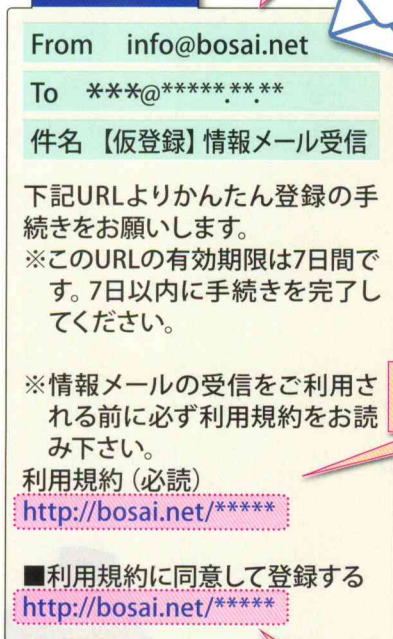 From info@bosai.net
To ***@*****.**.**
件名 【仮登録】情報メール受信
下記URLよりかんたん登録の手
続きをお願いします。
※このURLの有効期限は7日間で
す。7日以内に手続きを完了し
てください。
※情報メールの受信をご利用さ
れる前に必ず利用規約をお読
み下さい。
利用規約（必読）
http://bosai.net/*****
■利用規約に同意して登録する
http://bosai.net/*****